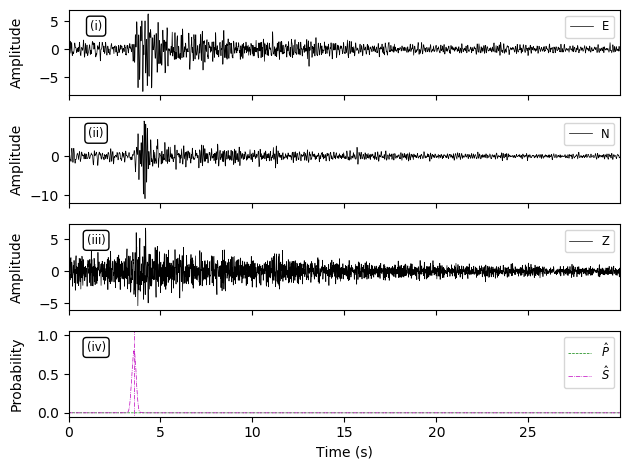 Amplitude
5
0
−5
(i)
E
Amplitude
0
−10
(ii)
N
Amplitude
5
0
−5
(iii)
Z
Probability
1.0
0.5
0.0
(iv)
P̂
Ŝ
0 5 10 15 20 25
Time (s)